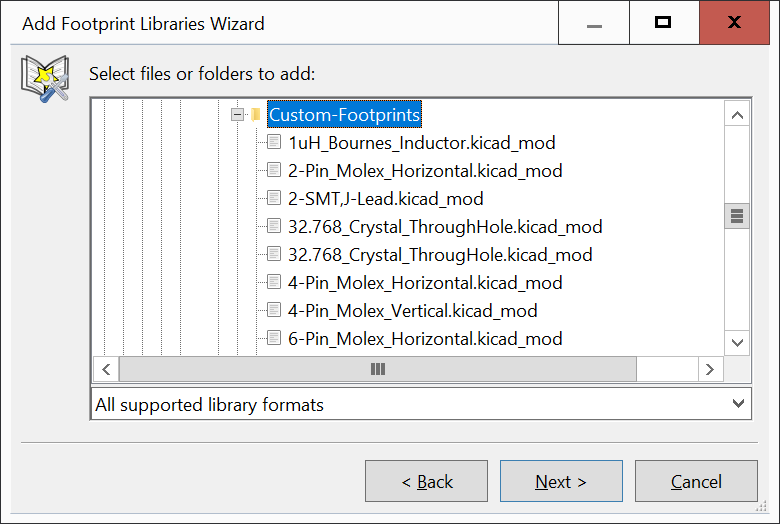 Add Footprint Libraries Wizard
Select files or folders to add:
Custom-Footprints
1uH_Bournes_Inductor.kicad_mod
2-Pin_Molex_Horizontal.kicad_mod
2-SMT,J-Lead.kicad_mod
32.768_Crystal_ThroughHole.kicad_mod
32.768_Crystal_ThrougHole.kicad_mod
4-Pin_Molex_Horizontal.kicad_mod
4-Pin_Molex_Vertical.kicad_mod
6-Pin_Molex_Horizontal.kicad_mod
All supported library formats
< Back Next > Cancel